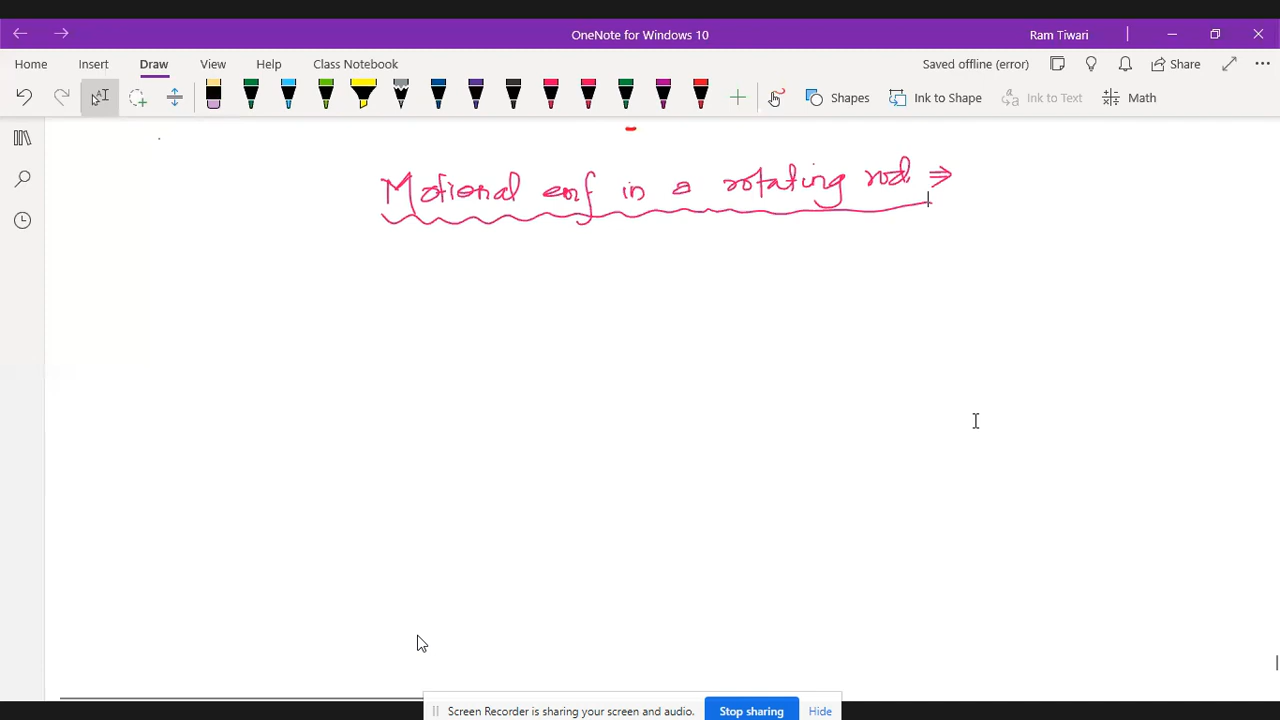 OneNote for Windows 10
Ram Tiwari
Home Insert Draw View Help Class Notebook
Saved offline (error)
Share
Shapes
Ink to Shape
Ink to Text
Math
Motional emf in a rotating rod ⇒
Screen Recorder is sharing your screen and audio.
Stop sharing
Hide